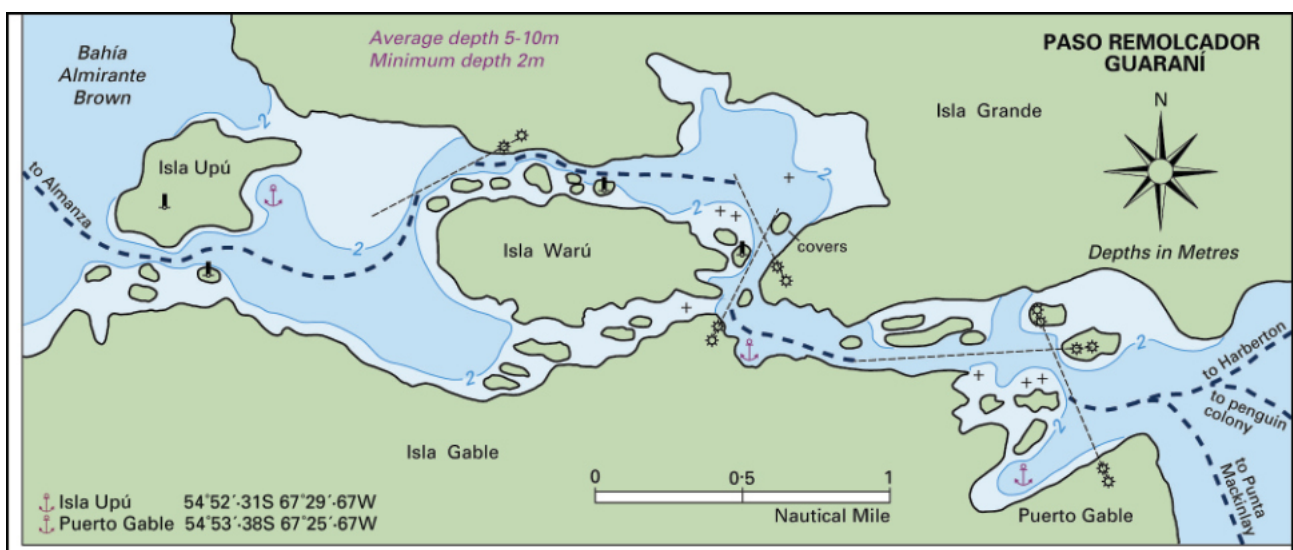 Average depth 5-10m
Minimum depth 2m
PASO REMOLCADOR
GUARANÍ
Bahía
Almirante
Brown
Isla Grande
N
2
Isla Upú
to Almanza
2
2
2
Isla Warú
covers
Depths in Metres
2
2
2
to Harberton
to penguin
colony
to Punta
Mackinlay
Isla Gable
0
0·5
1
Nautical Mile
Puerto Gable
Isla Upú 54°52´·31S 67°29´·67W
Puerto Gable 54°53´·38S 67°25´·67W